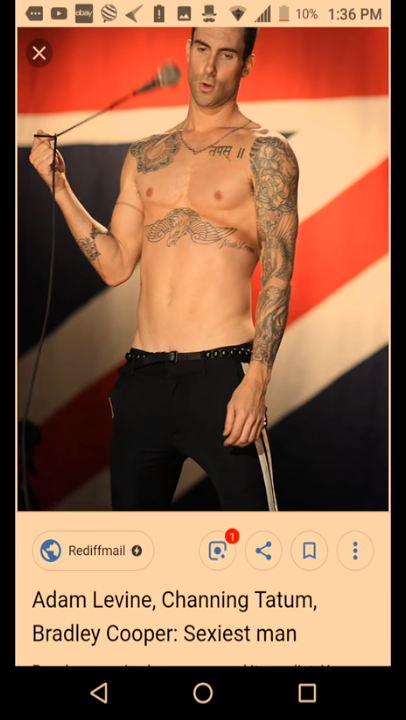 ebay
10% 1:36 PM
तपस् ॥
1
Rediffmail
Adam Levine, Channing Tatum,
Bradley Cooper: Sexiest man